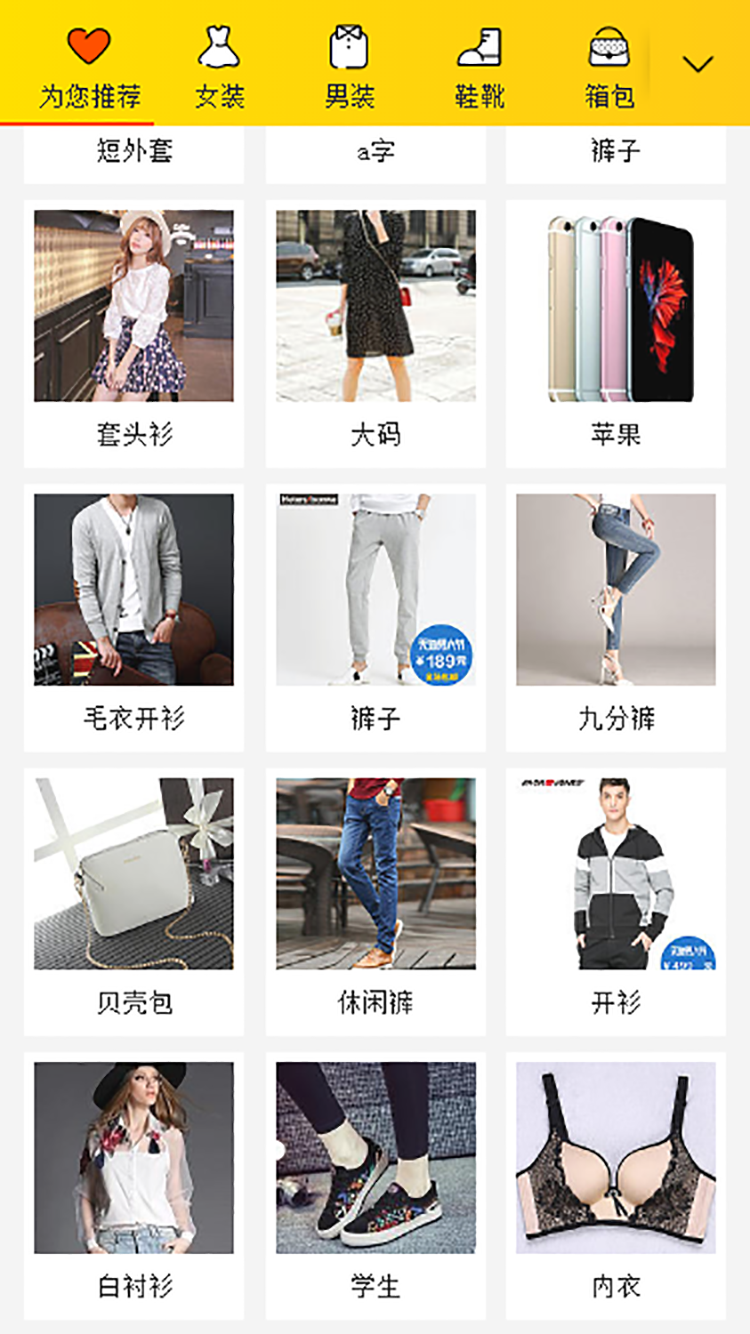 为您推荐 女装 男装 鞋靴 箱包
短外套 a字 裤子
套头衫 大码 苹果
毛衣开衫 裤子 九分裤
¥189
贝壳包 休闲裤 开衫
JACK JONES
白衬衫 学生 内衣